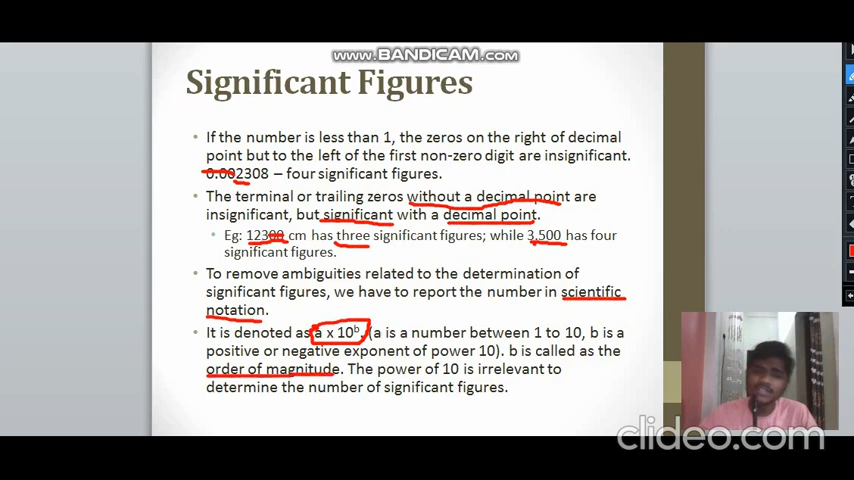 WWW.BANDICAM.COM
Significant Figures
• If the number is less than 1, the zeros on the right of decimal
point but to the left of the first non-zero digit are insignificant.
0.002308 – four significant figures.
• The terminal or trailing zeros without a decimal point are
insignificant, but significant with a decimal point.
• Eg: 12300 cm has three significant figures; while 3.500 has four
significant figures.
• To remove ambiguities related to the determination of
significant figures, we have to report the number in scientific
notation.
• It is denoted as a x 10ᵇ. (a is a number between 1 to 10, b is a
positive or negative exponent of power 10). b is called as the
order of magnitude. The power of 10 is irrelevant to
determine the number of significant figures.
clideo.com